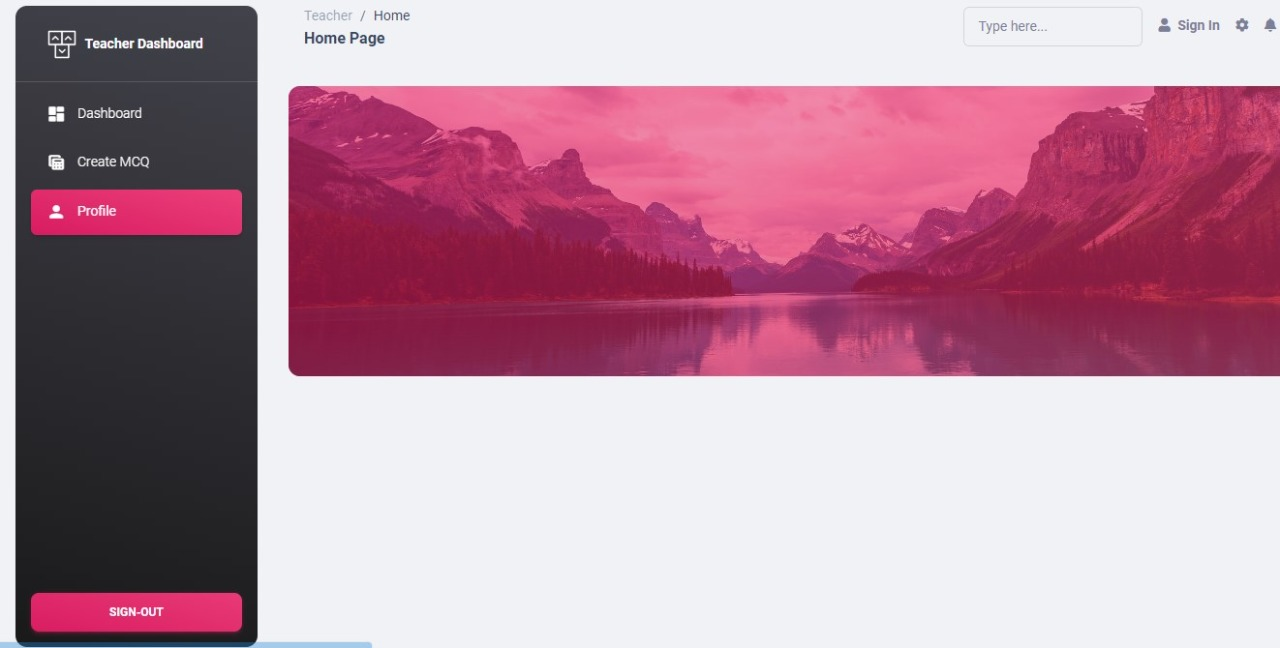 Teacher Dashboard
Dashboard
Create MCQ
Profile
SIGN-OUT
Teacher / Home
Home Page
Type here...
Sign In